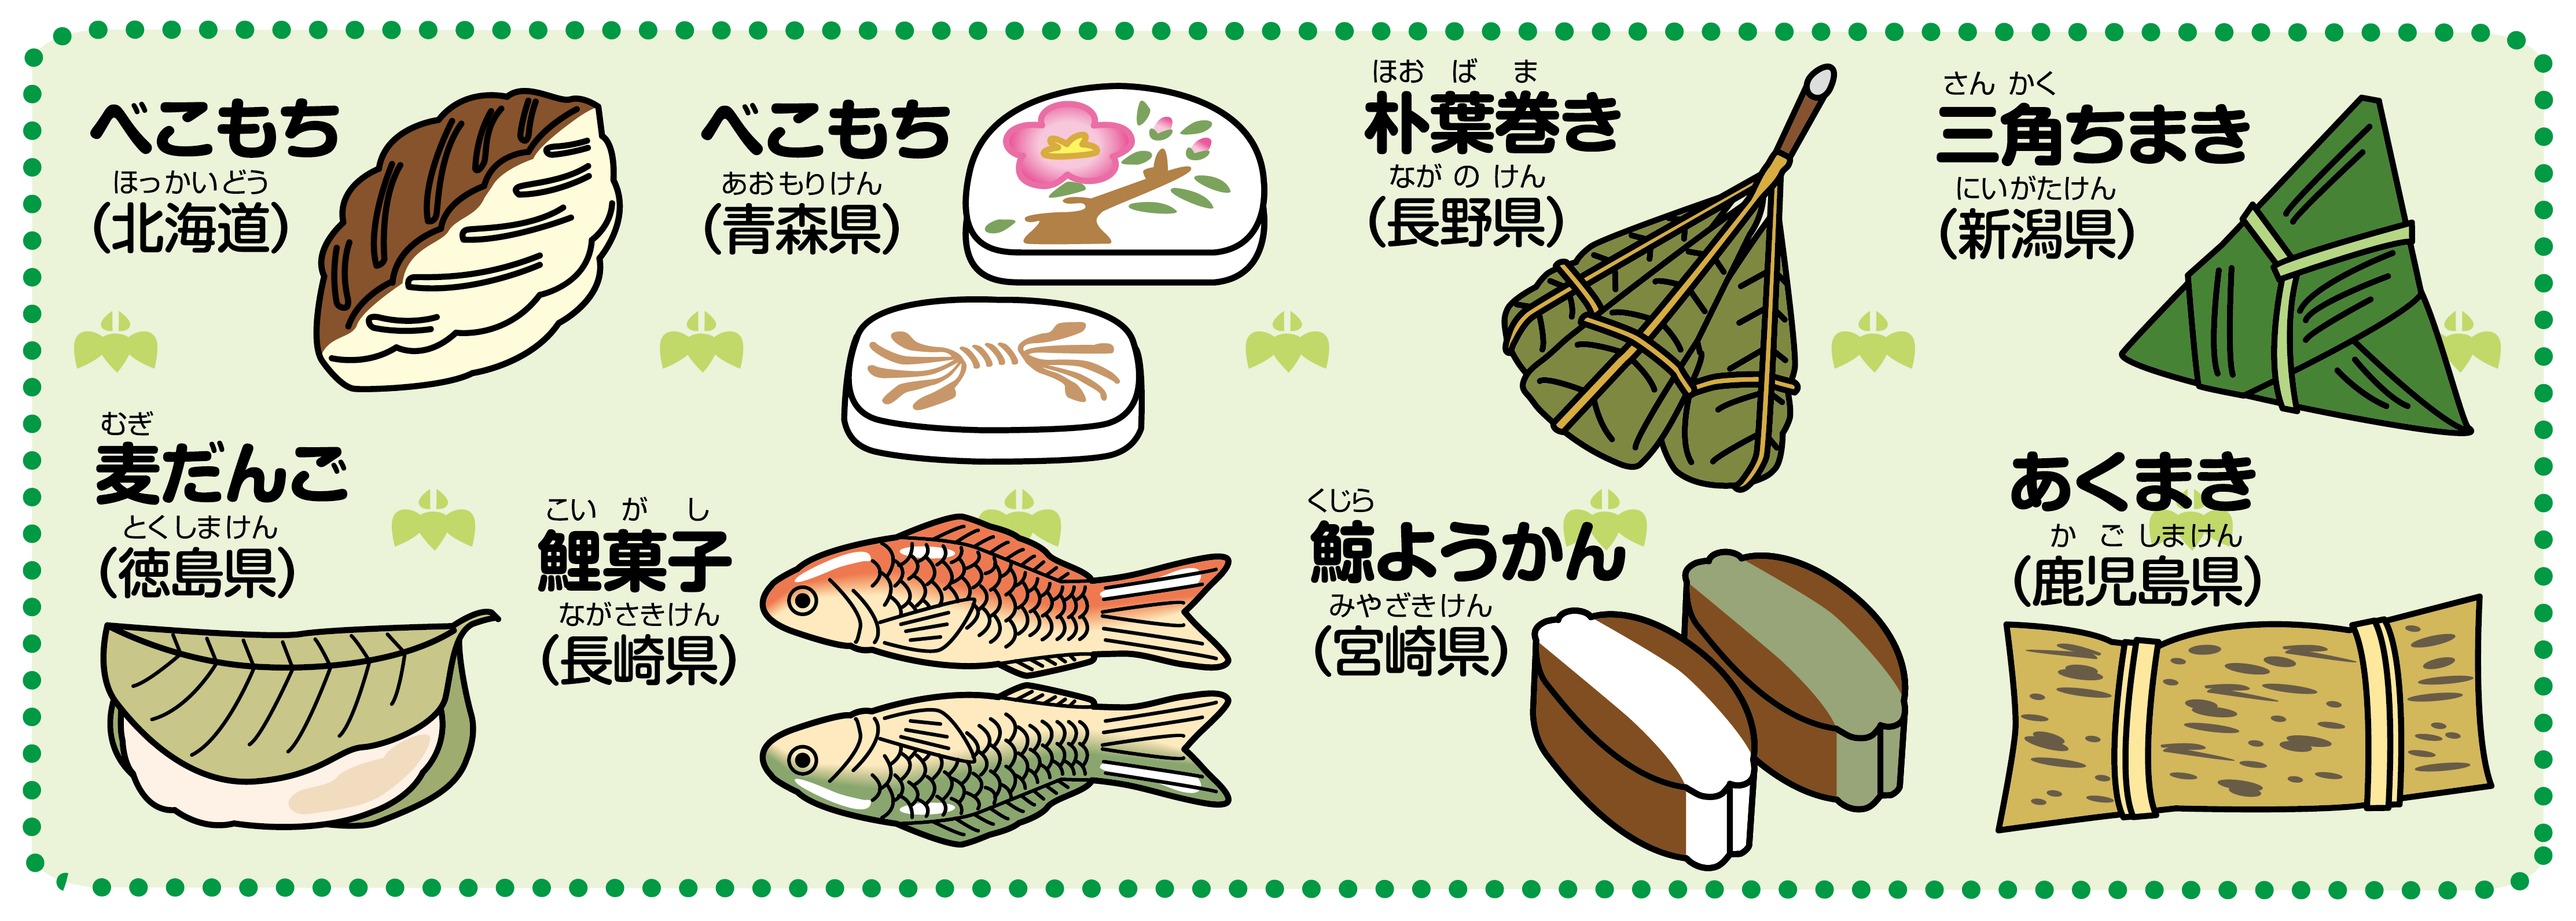 べこもち
ほっかいどう
（北海道）
べこもち
あおもりけん
（青森県）
ほお ば ま
朴葉巻き
なが の けん
（長野県）
さん かく
三角ちまき
にいがたけん
（新潟県）
むぎ
麦だんご
とくしまけん
（徳島県）
こい が し
鯉菓子
ながさきけん
（長崎県）
くじら
鯨ようかん
みやざきけん
（宮崎県）
あくまき
か ご しまけん
（鹿児島県）